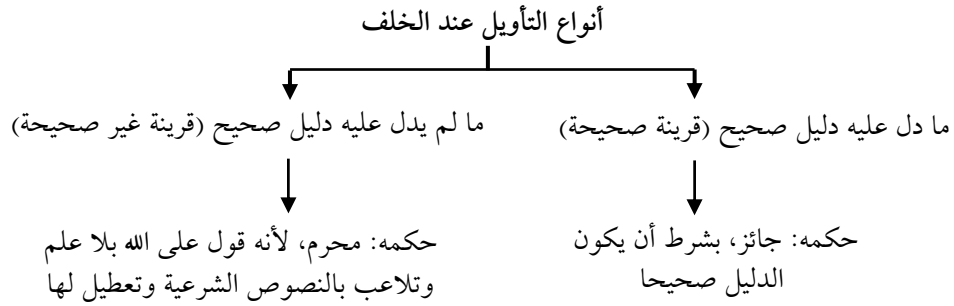 أنواع التأويل عند الخلف
ما دل عليه دليل صحيح (قرينة صحيحة)
ما لم يدل عليه دليل صحيح (قرينة غير صحيحة)
حكمه: جائز، بشرط أن يكون
الدليل صحيحا
حكمه: محرم، لأنه قول على الله بلا علم
وتلاعب بالنصوص الشرعية وتعطيل لها